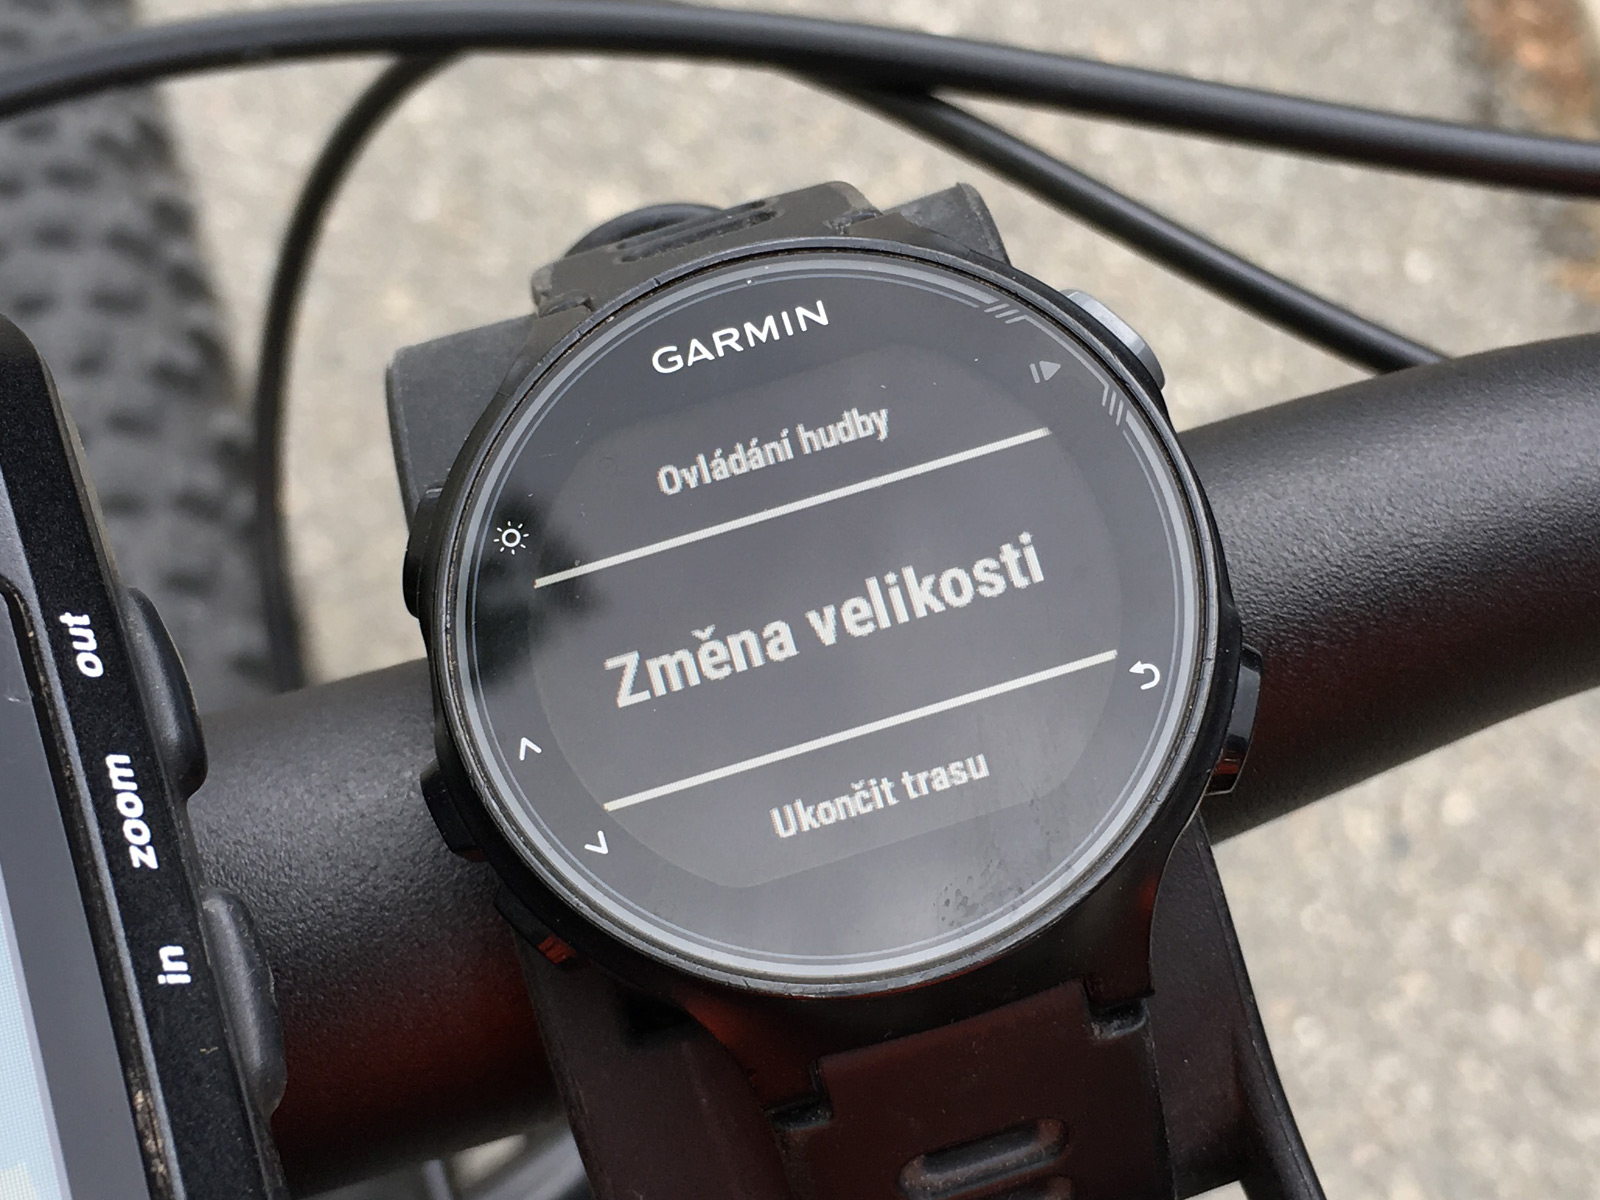 GARMIN
Ovládání hudby
Změna velikosti
Ukončit trasu
out
zoom
in